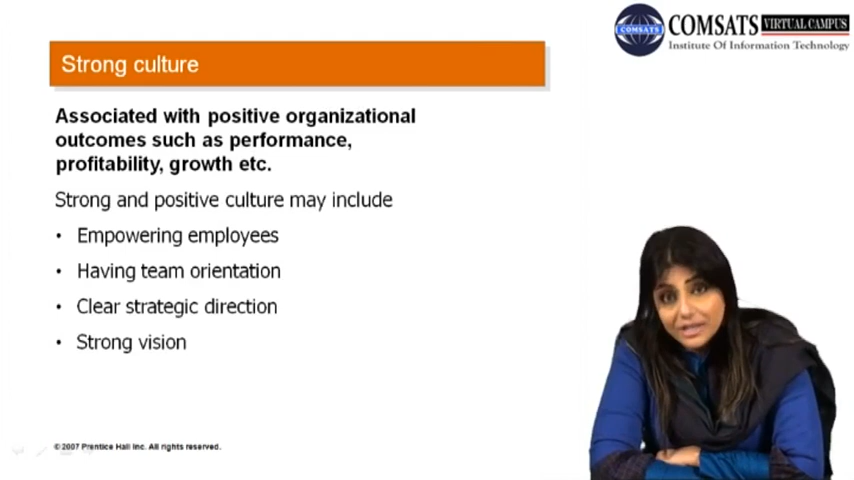 COMSATS
COMSATS VIRTUAL CAMPUS
Institute Of Information Technology
Strong culture
Associated with positive organizational
outcomes such as performance,
profitability, growth etc.
Strong and positive culture may include
• Empowering employees
• Having team orientation
• Clear strategic direction
• Strong vision
© 2007 Prentice Hall Inc. All rights reserved.